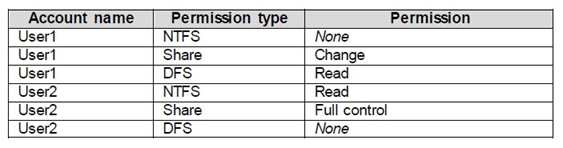 Account name Permission type Permission
User1 NTFS None
User1 Share Change
User1 DFS Read
User2 NTFS Read
User2 Share Full control
User2 DFS None